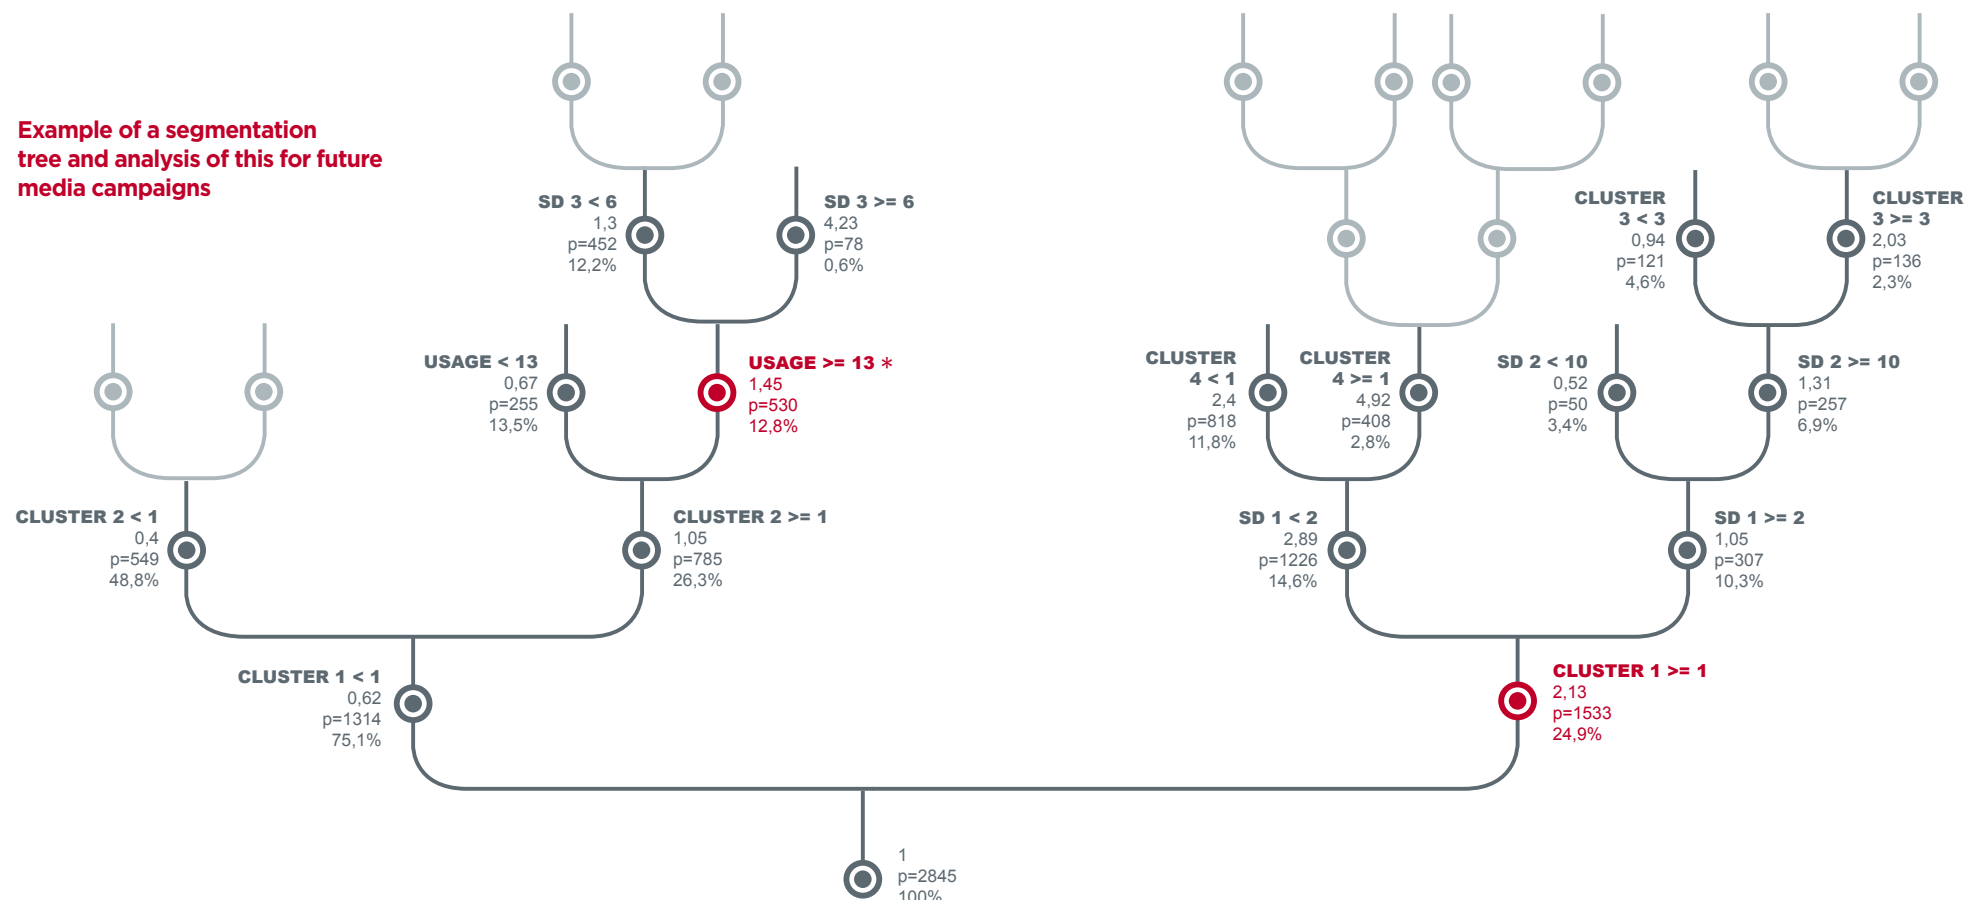 Example of a segmentation
tree and analysis of this for future
media campaigns
SD 3 < 6
1,3
p=452
12,2%
SD 3 >= 6
4,23
p=78
0,6%
CLUSTER
3 < 3
0,94
p=121
4,6%
CLUSTER
3 >= 3
2,03
p=136
2,3%
USAGE < 13
0,67
p=255
13,5%
USAGE >= 13 *
1,45
p=530
12,8%
CLUSTER
4 < 1
2,4
p=818
11,8%
CLUSTER
4 >= 1
4,92
p=408
2,8%
SD 2 < 10
0,52
p=50
3,4%
SD 2 >= 10
1,31
p=257
6,9%
CLUSTER 2 < 1
0,4
p=549
48,8%
CLUSTER 2 >= 1
1,05
p=785
26,3%
SD 1 < 2
2,89
p=1226
14,6%
SD 1 >= 2
1,05
p=307
10,3%
CLUSTER 1 < 1
0,62
p=1314
75,1%
CLUSTER 1 >= 1
2,13
p=1533
24,9%
1
p=2845
100%